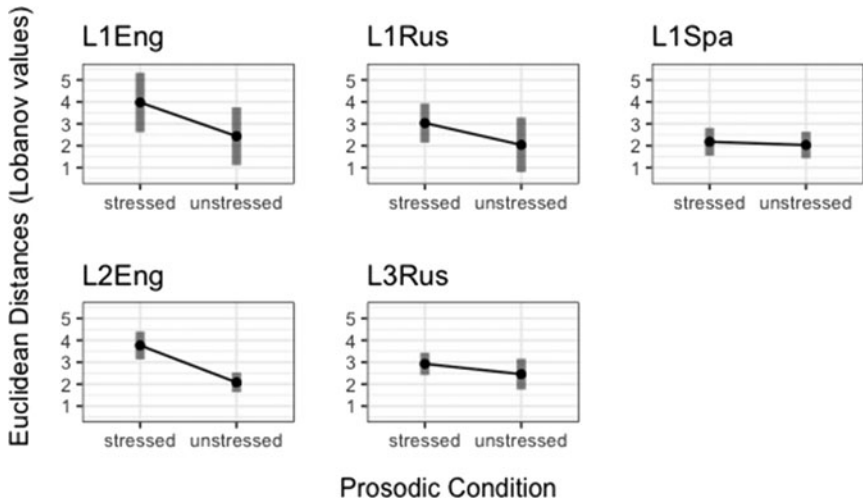 Euclidean Distances (Lobanov values)
L1Eng
5
4
3
2
1
stressed unstressed
L1Rus
5
4
3
2
1
stressed unstressed
L1Spa
5
4
3
2
1
stressed unstressed
L2Eng
5
4
3
2
1
stressed unstressed
L3Rus
5
4
3
2
1
stressed unstressed
Prosodic Condition